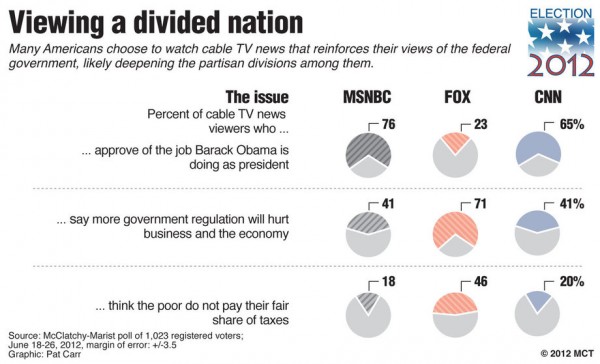 Viewing a divided nation
Many Americans choose to watch cable TV news that reinforces their views of the federal
government, likely deepening the partisan divisions among them.
ELECTION
2012
The issue
MSNBC
FOX
CNN
Percent of cable TV news
viewers who ...
... approve of the job Barack Obama is
doing as president
76
23
65%
... say more government regulation will hurt
business and the economy
41
71
41%
... think the poor do not pay their fair
share of taxes
18
46
20%
Source: McClatchy-Marist poll of 1,023 registered voters;
June 18-26, 2012, margin of error: +/-3.5
Graphic: Pat Carr
© 2012 MCT